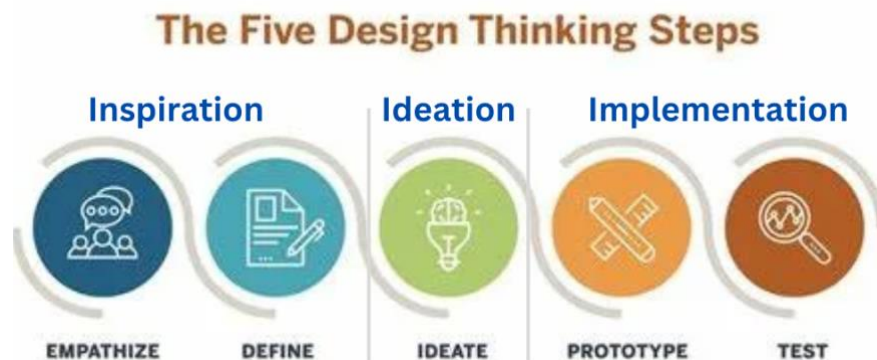 The Five Design Thinking Steps
Inspiration
Ideation
Implementation
EMPATHIZE
DEFINE
IDEATE
PROTOTYPE
TEST